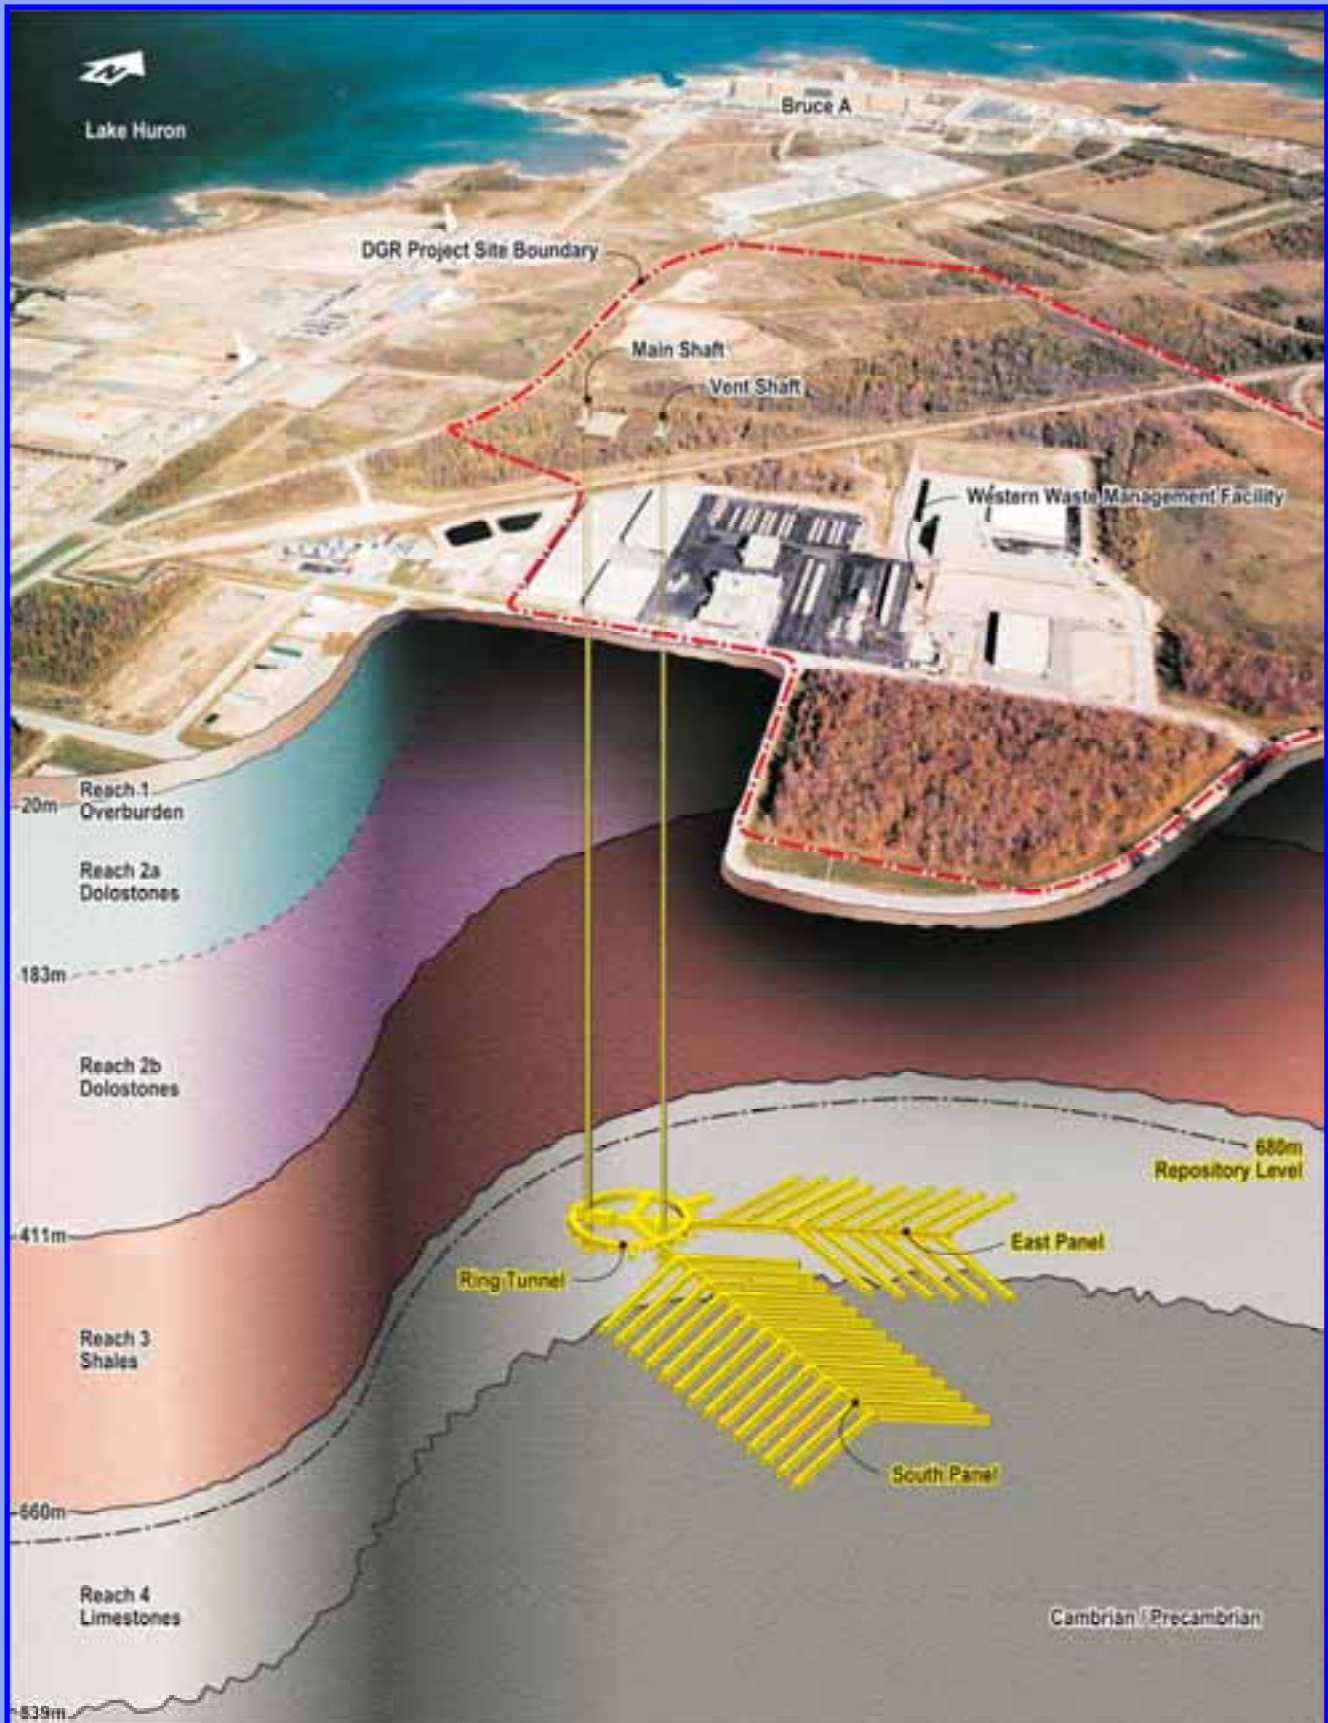 N
Lake Huron
Bruce A
DGR Project Site Boundary
Main Shaft
Vent Shaft
Western Waste Management Facility
20m
Reach 1
Overburden
Reach 2a
Dolostones
183m
Reach 2b
Dolostones
680m
Repository Level
411m
East Panel
Ring Tunnel
Reach 3
Shales
South Panel
660m
Reach 4
Limestones
Cambrian / Precambrian
839m